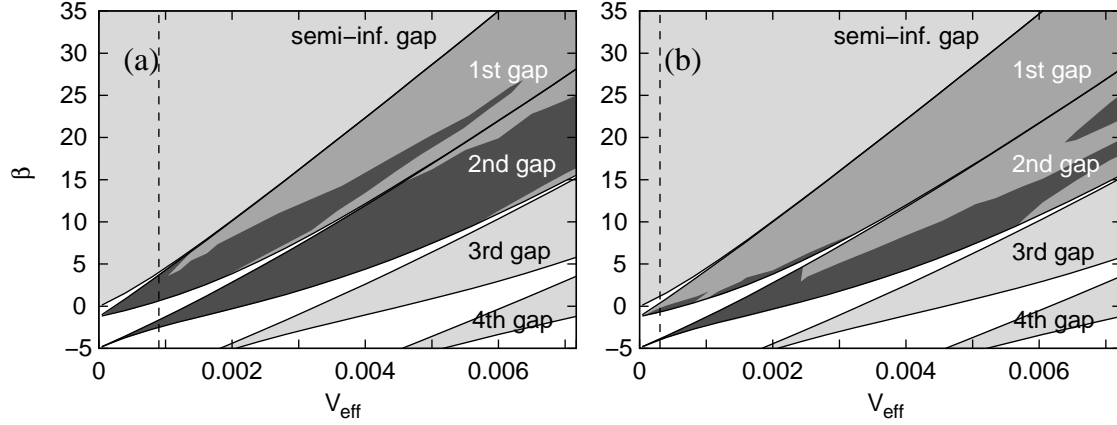 35
30
25
20
15
10
5
0
−5
β
(a)
semi−inf. gap
1st gap
2nd gap
3rd gap
4th gap
0
0.002
0.004
0.006
V_eff
35
30
25
20
15
10
5
0
−5
(b)
semi−inf. gap
1st gap
2nd gap
3rd gap
4th gap
0
0.002
0.004
0.006
V_eff